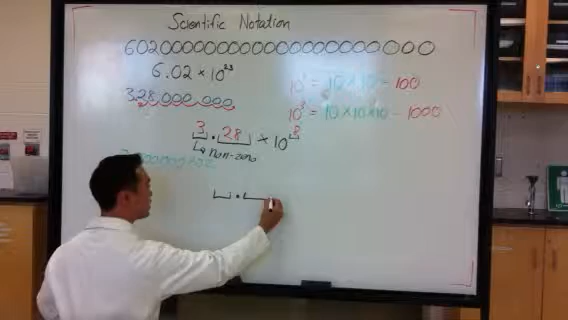 Scientific Notation
602000000000000000000000
6.02 × 10²³
328,000,000
10² = 10×10 = 100
10³ = 10×10×10 = 1000
3 . 28 × 10⁸
non-zero